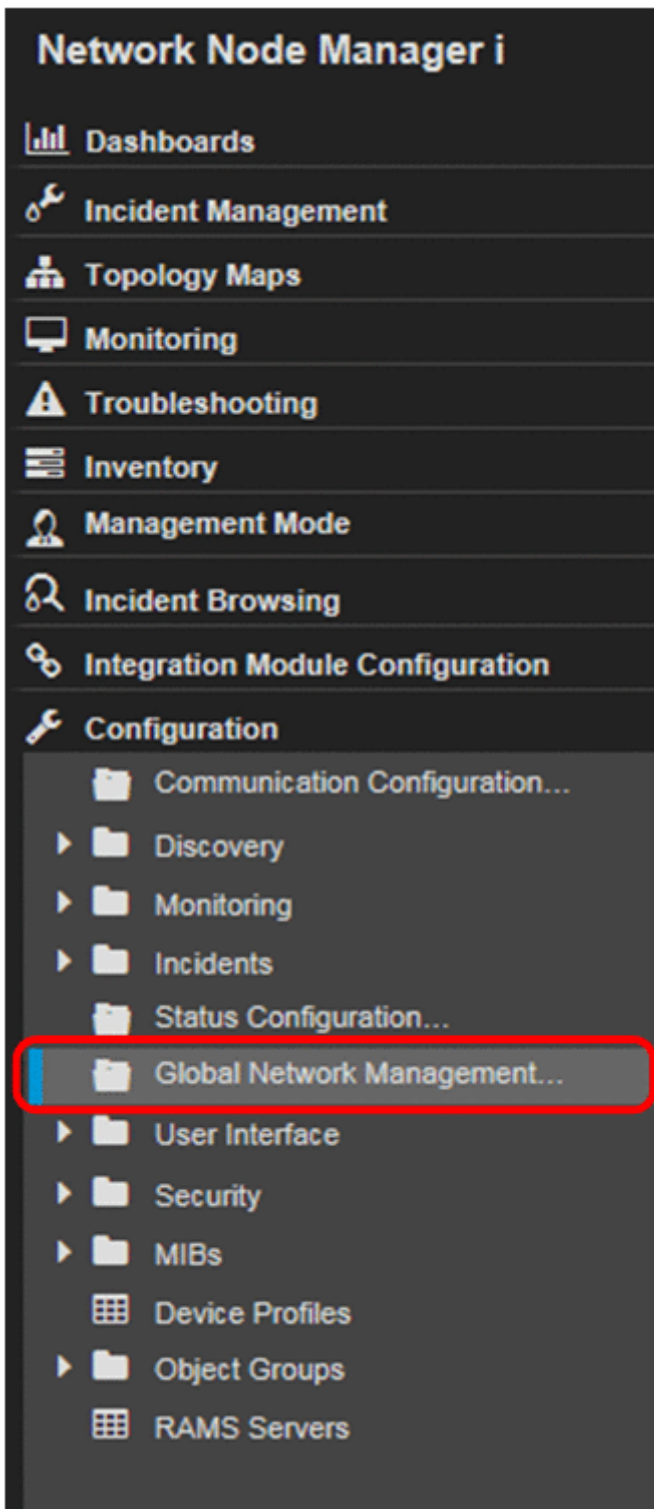 Network Node Manager i
Dashboards
Incident Management
Topology Maps
Monitoring
Troubleshooting
Inventory
Management Mode
Incident Browsing
Integration Module Configuration
Configuration
Communication Configuration...
Discovery
Monitoring
Incidents
Status Configuration...
Global Network Management...
User Interface
Security
MIBs
Device Profiles
Object Groups
RAMS Servers